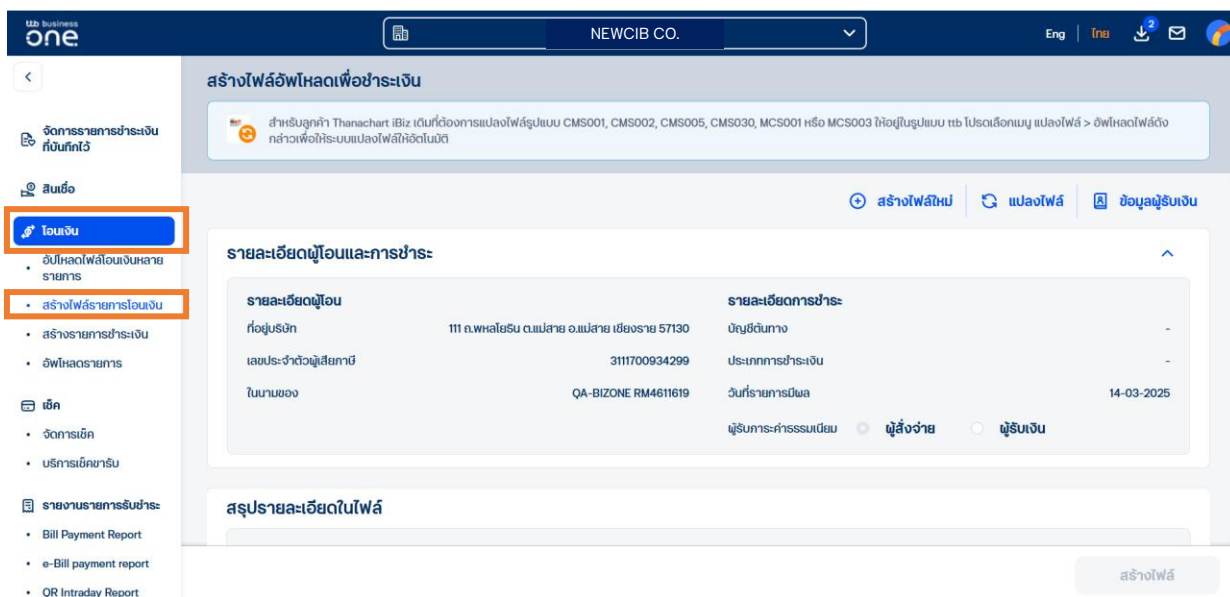 ttb business
one
NEWCIB CO.
Eng | ไทย
2
สร้างไฟล์อัพโหลดเพื่อชำระเงิน
สำหรับลูกค้า Thanachart iBiz เดิมที่ต้องการแปลงไฟล์รูปแบบ CMS001, CMS002, CMS005, CMS030, MCS001 หรือ MCS003 ให้อยู่ในรูปแบบ ttb โปรดเลือกเมนู แปลงไฟล์ > อัพโหลดไฟล์ดัง
กล่าวเพื่อให้ระบบแปลงไฟล์ให้อัตโนมัติ
จัดการรายการชำระเงิน
ที่บันทึกไว้
สินเชื่อ
โอนเงิน
อัปโหลดไฟล์โอนเงินหลาย
รายการ
สร้างไฟล์รายการโอนเงิน
สร้างรายการชำระเงิน
อัพโหลดรายการ
เช็ค
จัดการเช็ค
บริการเช็คขารับ
รายงานรายการรับชำระ
Bill Payment Report
e-Bill payment report
QR Intraday Report
สร้างไฟล์ใหม่
แปลงไฟล์
ข้อมูลผู้รับเงิน
รายละเอียดผู้โอนและการชำระ
รายละเอียดผู้โอน
ที่อยู่บริษัท 111 ถ.พหลโยธิน ต.แม่สาย อ.แม่สาย เชียงราย 57130
เลขประจำตัวผู้เสียภาษี 3111700934299
ในนามของ QA-BIZONE RM4611619
รายละเอียดการชำระ
บัญชีต้นทาง -
ประเภทการชำระเงิน -
วันที่รายการมีผล 14-03-2025
ผู้รับภาระค่าธรรมเนียม ผู้สั่งจ่าย ผู้รับเงิน
สรุปรายละเอียดในไฟล์
สร้างไฟล์